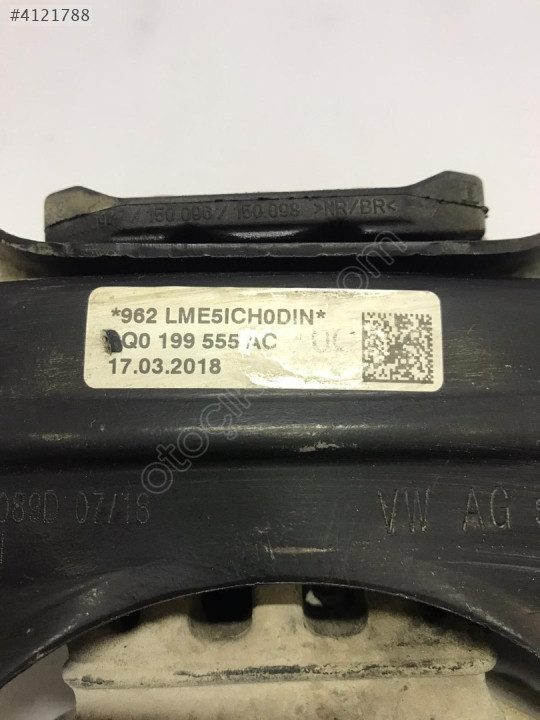 #4121788
160.096 / 160.098 >NR/BR<
*962 LME5ICH0DIN*
Q0 199 555 AC
17.03.2018
089D 07/18
VW AG